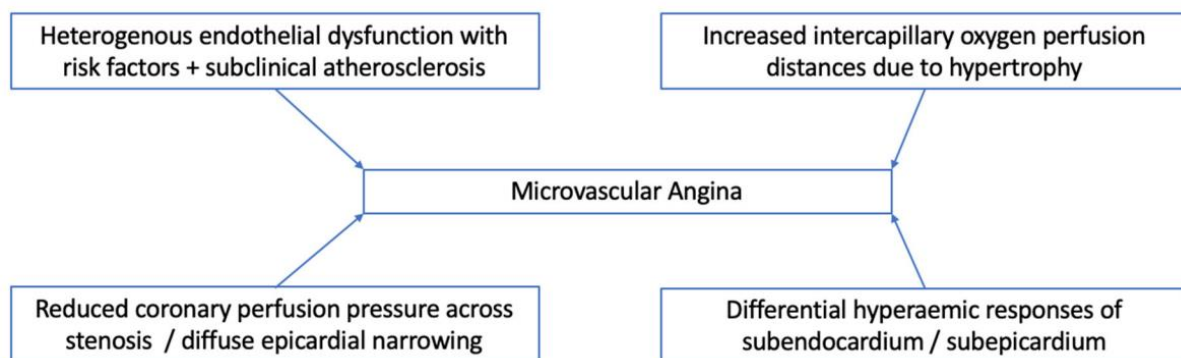 Heterogenous endothelial dysfunction with
risk factors + subclinical atherosclerosis
Increased intercapillary oxygen perfusion
distances due to hypertrophy
Microvascular Angina
Reduced coronary perfusion pressure across
stenosis / diffuse epicardial narrowing
Differential hyperaemic responses of
subendocardium / subepicardium